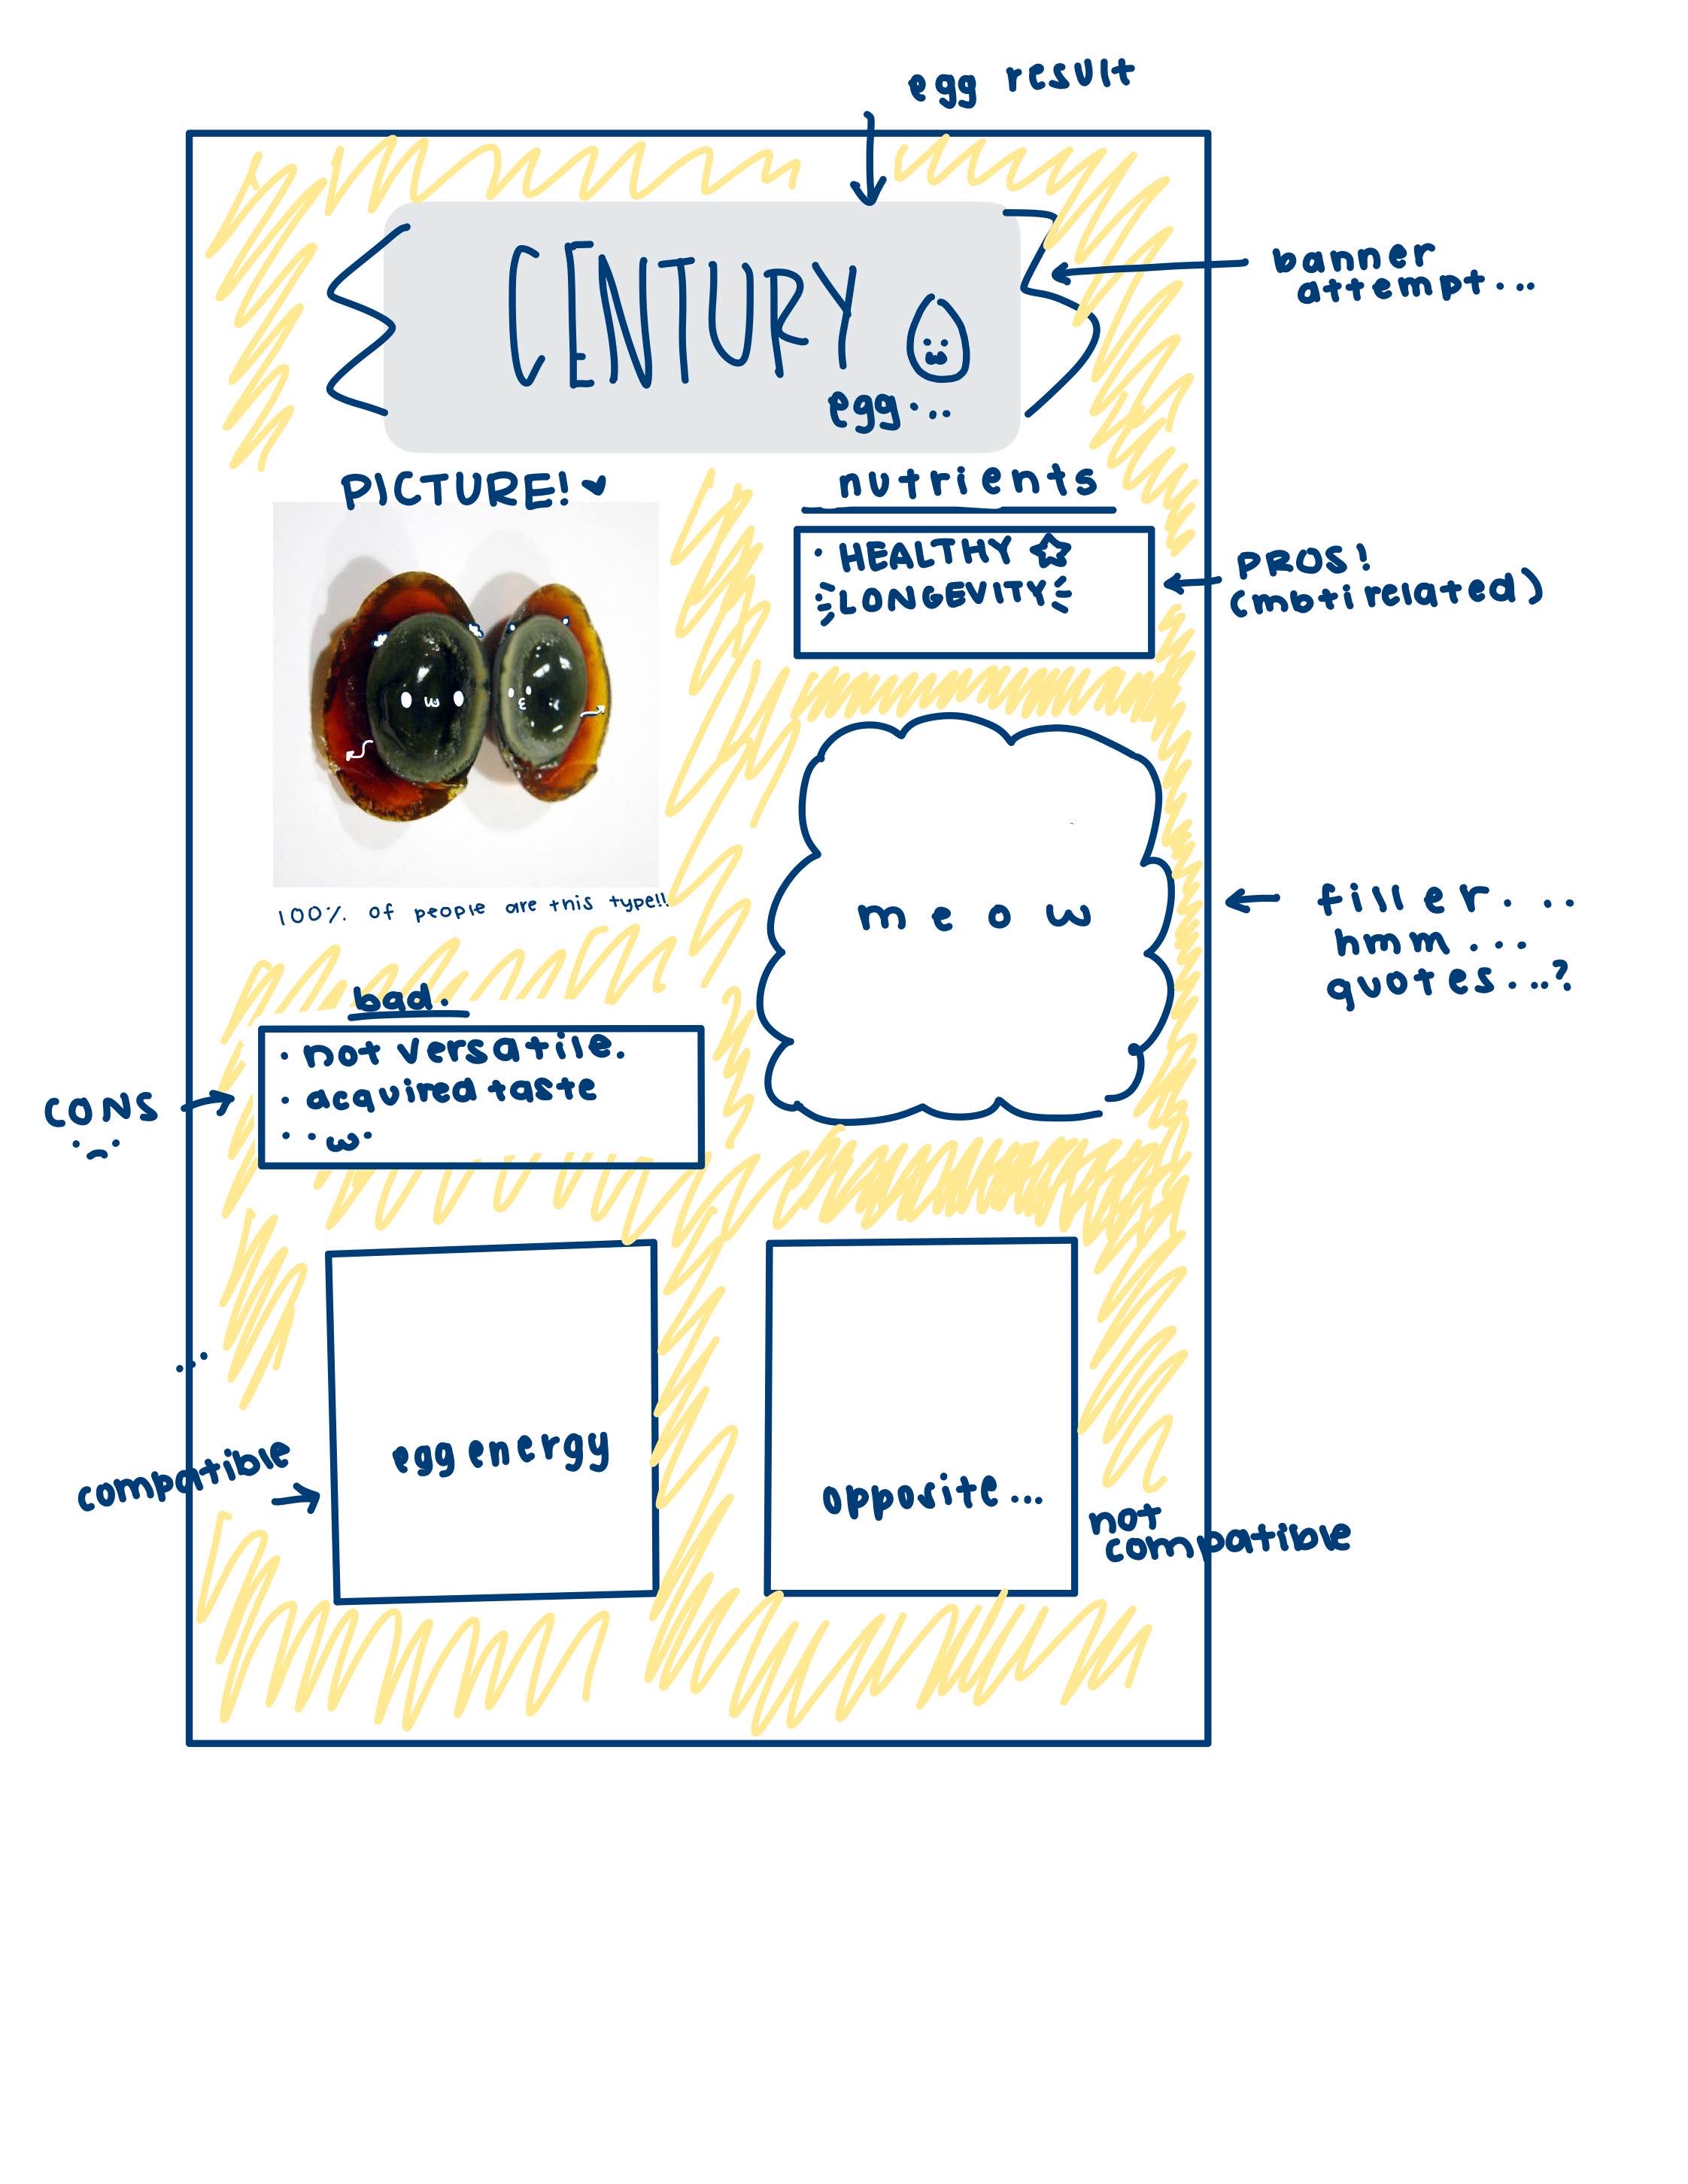 egg result
CENTURY
egg...
banner
attempt...
PICTURE!
nutrients
• HEALTHY
LONGEVITY
PROS!
(mbti related)
100% of people are this type!!
meow
filler...
hmm...
quotes...?
bad.
• not versatile.
• acquired taste
• •ω•
CONS
...
compatible
egg energy
opposite...
not
compatible